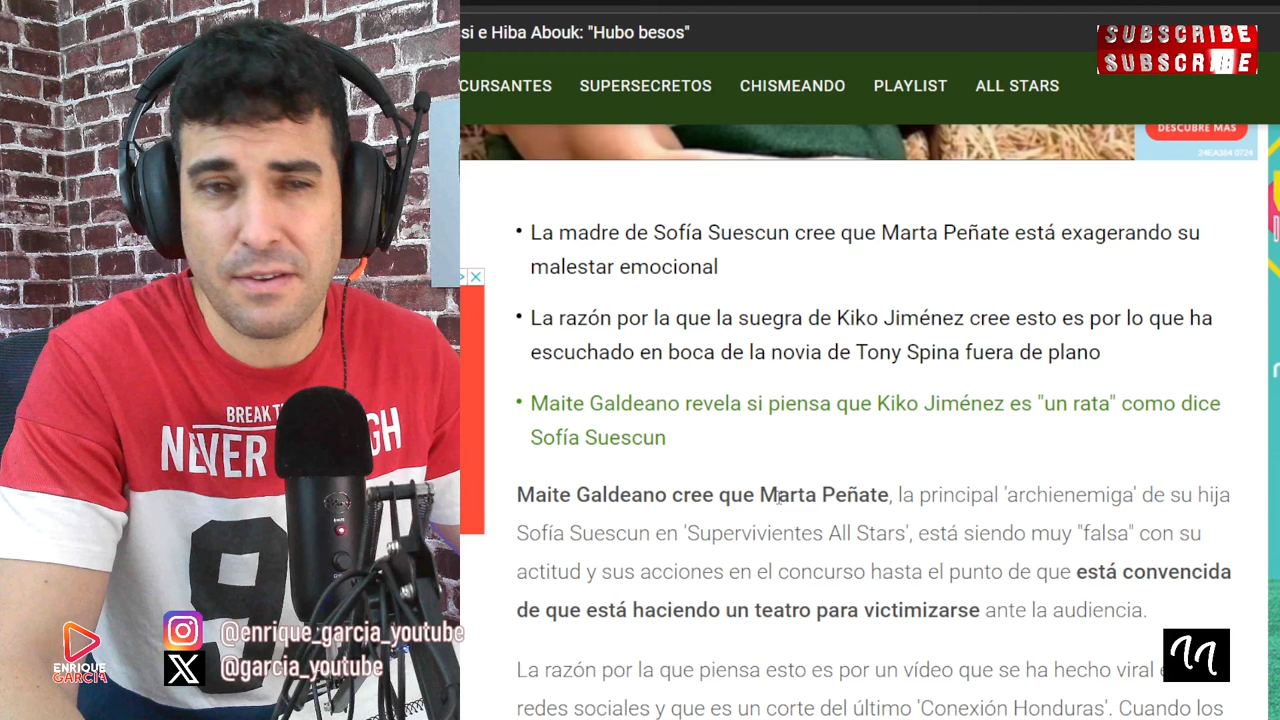 si e Hiba Abouk: "Hubo besos"
SUBSCRIBE
SUBSCRIBE
CURSANTES SUPERSECRETOS CHISMEANDO PLAYLIST ALL STARS
DESCUBRE MÁS
24EA384 0724
• La madre de Sofía Suescun cree que Marta Peñate está exagerando su
malestar emocional
• La razón por la que la suegra de Kiko Jiménez cree esto es por lo que ha
escuchado en boca de la novia de Tony Spina fuera de plano
• Maite Galdeano revela si piensa que Kiko Jiménez es "un rata" como dice
Sofía Suescun
Maite Galdeano cree que Marta Peñate, la principal 'archienemiga' de su hija
Sofía Suescun en 'Supervivientes All Stars', está siendo muy "falsa" con su
actitud y sus acciones en el concurso hasta el punto de que está convencida
de que está haciendo un teatro para victimizarse ante la audiencia.
La razón por la que piensa esto es por un vídeo que se ha hecho viral
redes sociales y que es un corte del último 'Conexión Honduras'. Cuando los
BREAK
NEVER
9
ENRIQUE
GARCIA
@enrique_garcia_youtube
@garcia_youtube